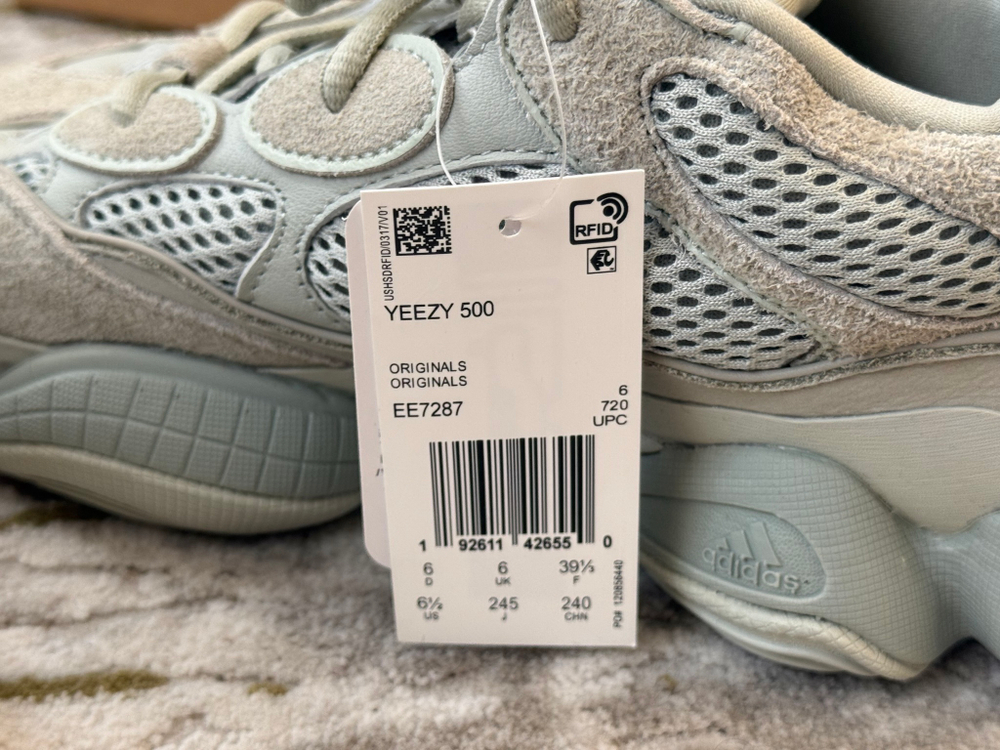 USHSDRFID/0317/V01
RFID
YEEZY 500
ORIGINALS
ORIGINALS
EE7287
6
720
UPC
1 92611 42655 0
6 6 39⅓
D UK F
6½ 245 240
US J CHN
PO# 120856440
adidas